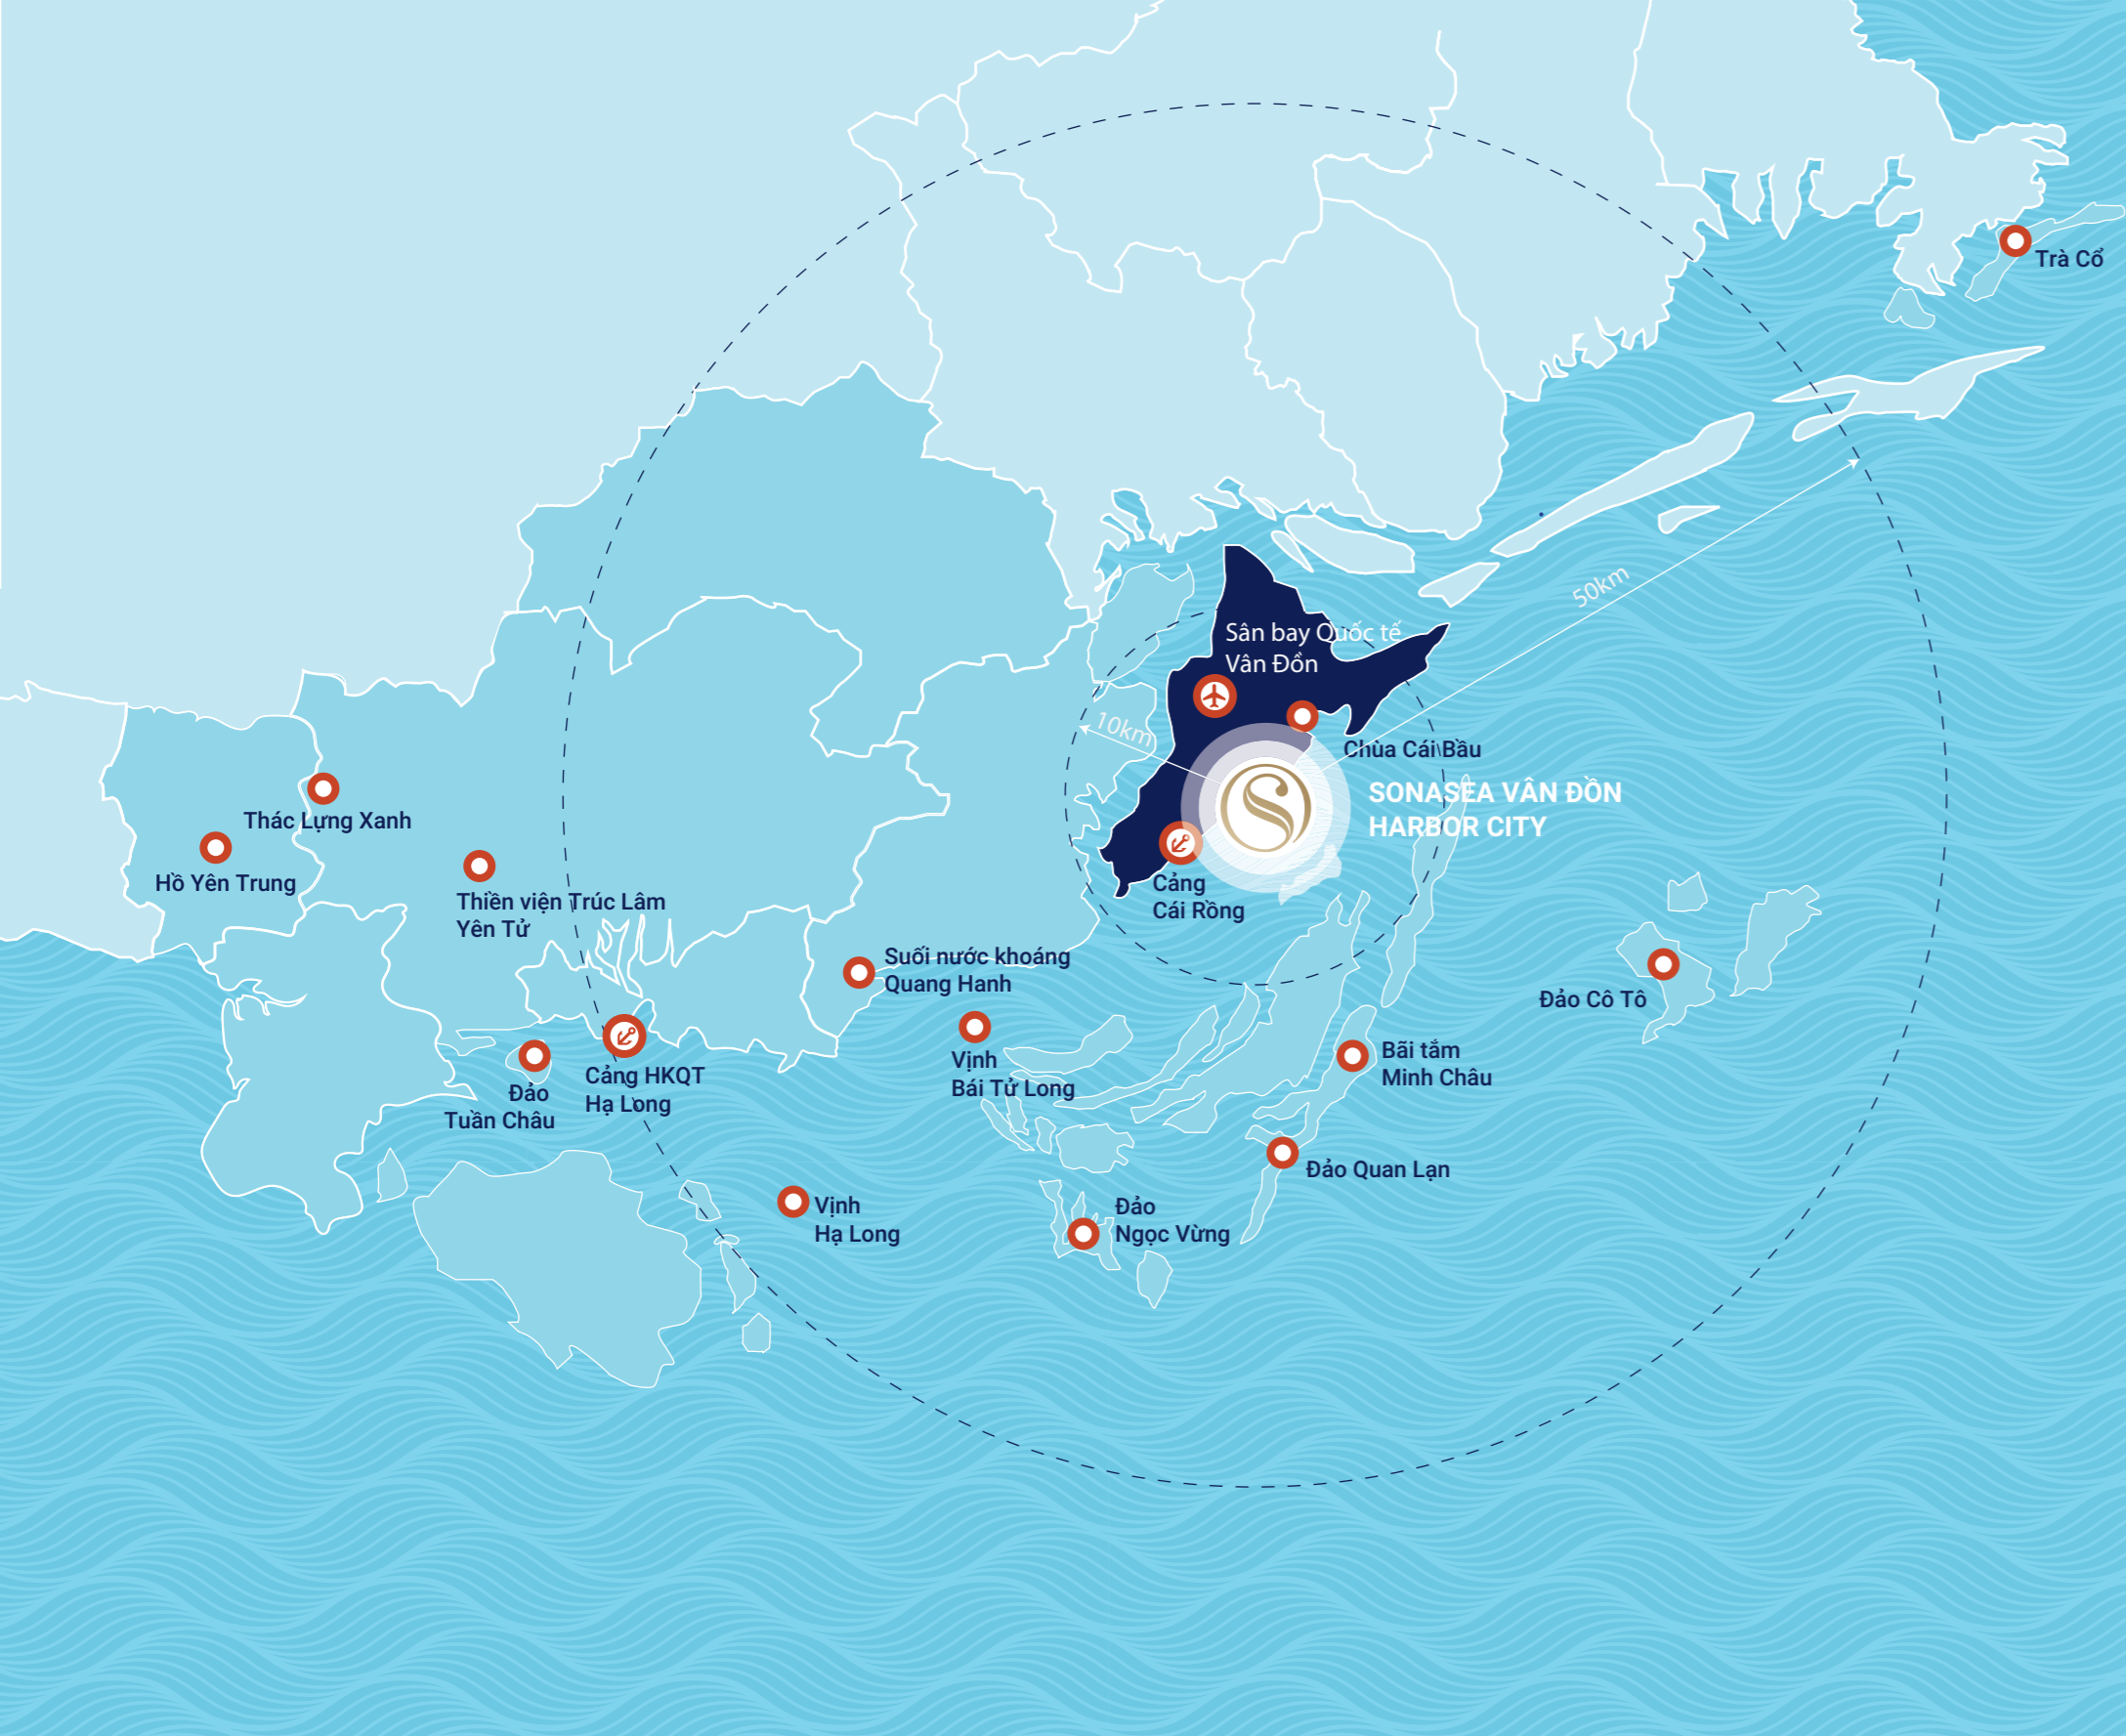 Trà Cổ
50km
Sân bay Quốc tế
Vân Đồn
10km
Chùa Cái Bầu
SONASEA VÂN ĐỒN
HARBOR CITY
Thác Lựng Xanh
Hồ Yên Trung
Thiền viện Trúc Lâm
Yên Tử
Cảng
Cái Rồng
Suối nước khoáng
Quang Hanh
Đảo Cô Tô
Vịnh
Bái Tử Long
Bãi tắm
Minh Châu
Cảng HKQT
Hạ Long
Đảo
Tuần Châu
Đảo Quan Lạn
Vịnh
Hạ Long
Đảo
Ngọc Vừng